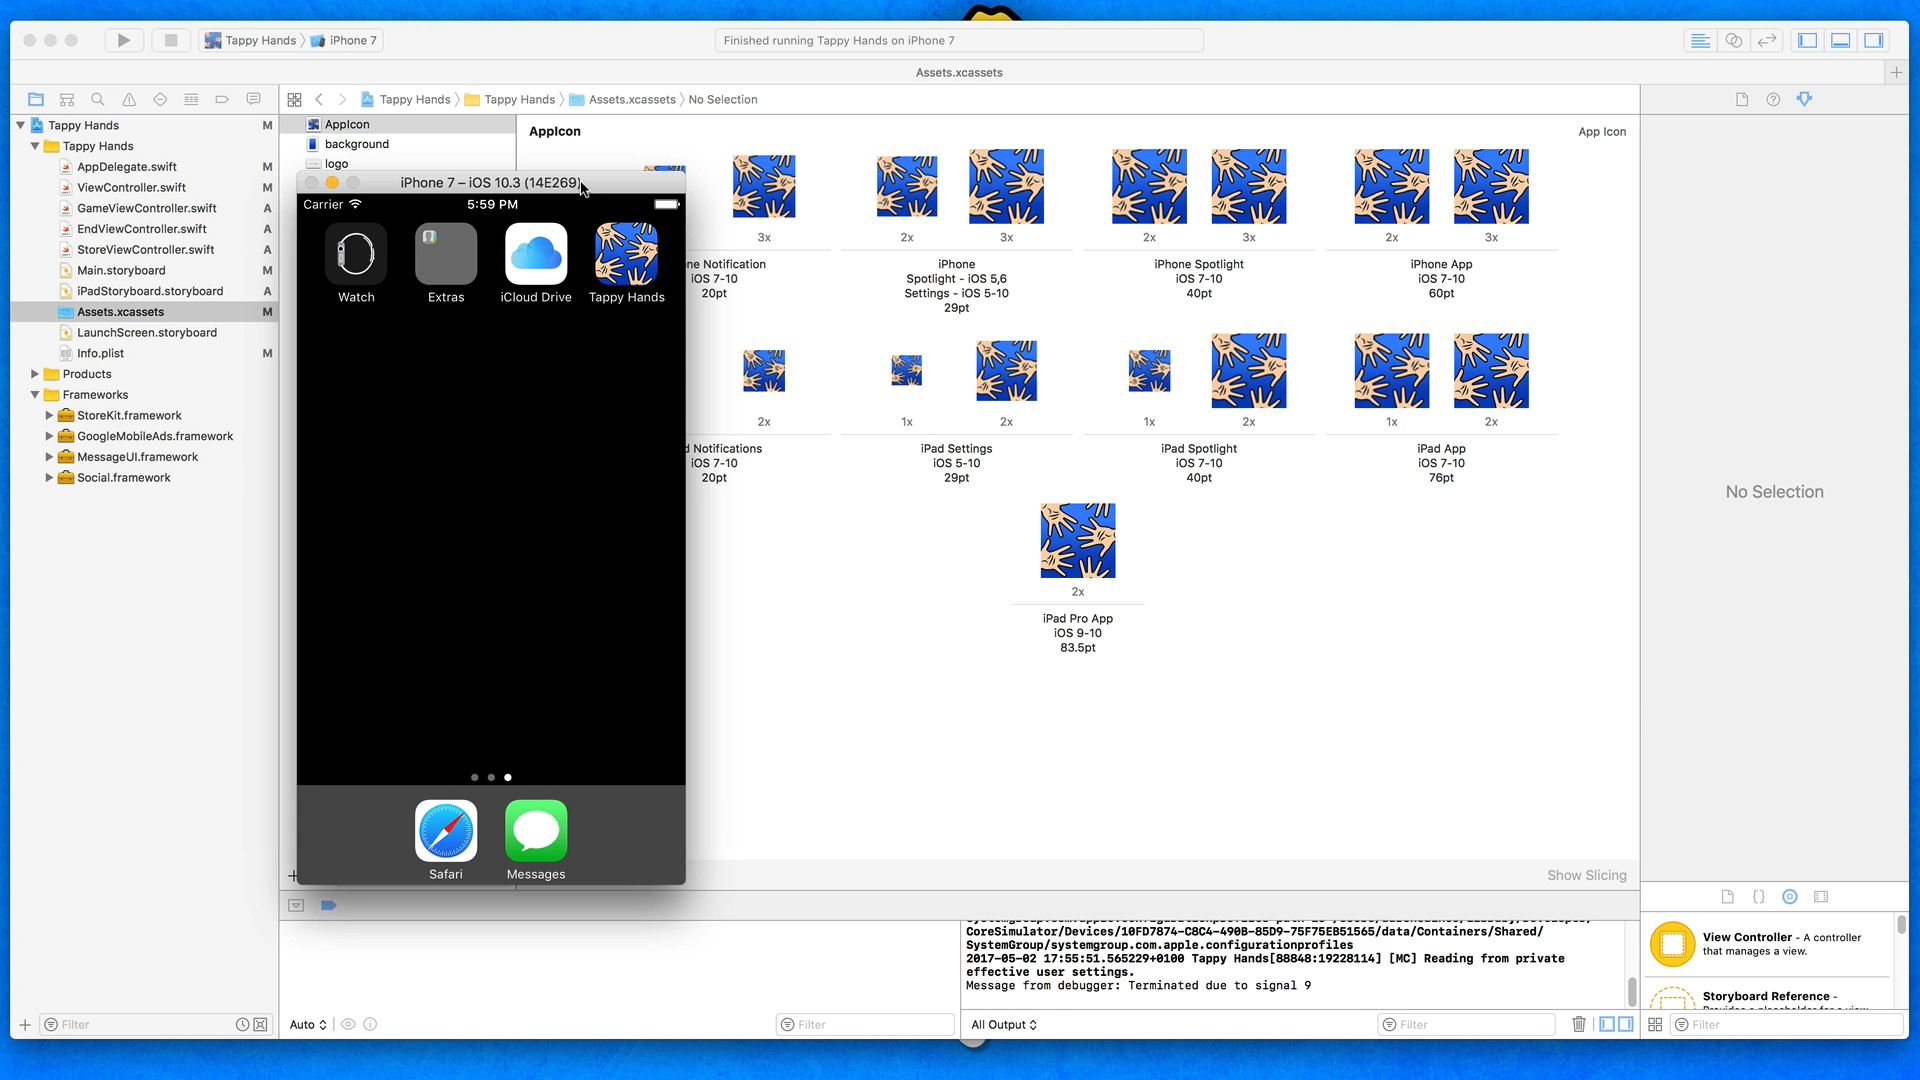 Tappy Hands
iPhone 7
Finished running Tappy Hands on iPhone 7
Assets.xcassets
Tappy Hands
Tappy Hands
Assets.xcassets
No Selection
Tappy Hands M
Tappy Hands
AppDelegate.swift M
ViewController.swift M
GameViewController.swift A
EndViewController.swift A
StoreViewController.swift A
Main.storyboard M
iPadStoryboard.storyboard A
Assets.xcassets M
LaunchScreen.storyboard
Info.plist M
Products
Frameworks
StoreKit.framework
GoogleMobileAds.framework
MessageUI.framework
Social.framework
Filter
AppIcon
background
logo
AppIcon
App Icon
iPhone 7 – iOS 10.3 (14E269)
Carrier
5:59 PM
Watch
Extras
iCloud Drive
Tappy Hands
Safari
Messages
3x
2x
3x
2x
3x
2x
3x
ne Notification
iOS 7-10
20pt
iPhone
Spotlight - iOS 5,6
Settings - iOS 5-10
29pt
iPhone Spotlight
iOS 7-10
40pt
iPhone App
iOS 7-10
60pt
2x
1x
2x
1x
2x
1x
2x
d Notifications
iOS 7-10
20pt
iPad Settings
iOS 5-10
29pt
iPad Spotlight
iOS 7-10
40pt
iPad App
iOS 7-10
76pt
2x
iPad Pro App
iOS 9-10
83.5pt
Show Slicing
No Selection
CoreSimulator/Devices/10FD7874-C8C4-490B-85D9-75F75EB51565/data/Containers/Shared/
SystemGroup/systemgroup.com.apple.configurationprofiles
2017-05-02 17:55:51.565229+0100 Tappy Hands[88848:19228114] [MC] Reading from private
effective user settings.
Message from debugger: Terminated due to signal 9
Auto
Filter
All Output
Filter
View Controller - A controller
that manages a view.
Storyboard Reference -
Filter